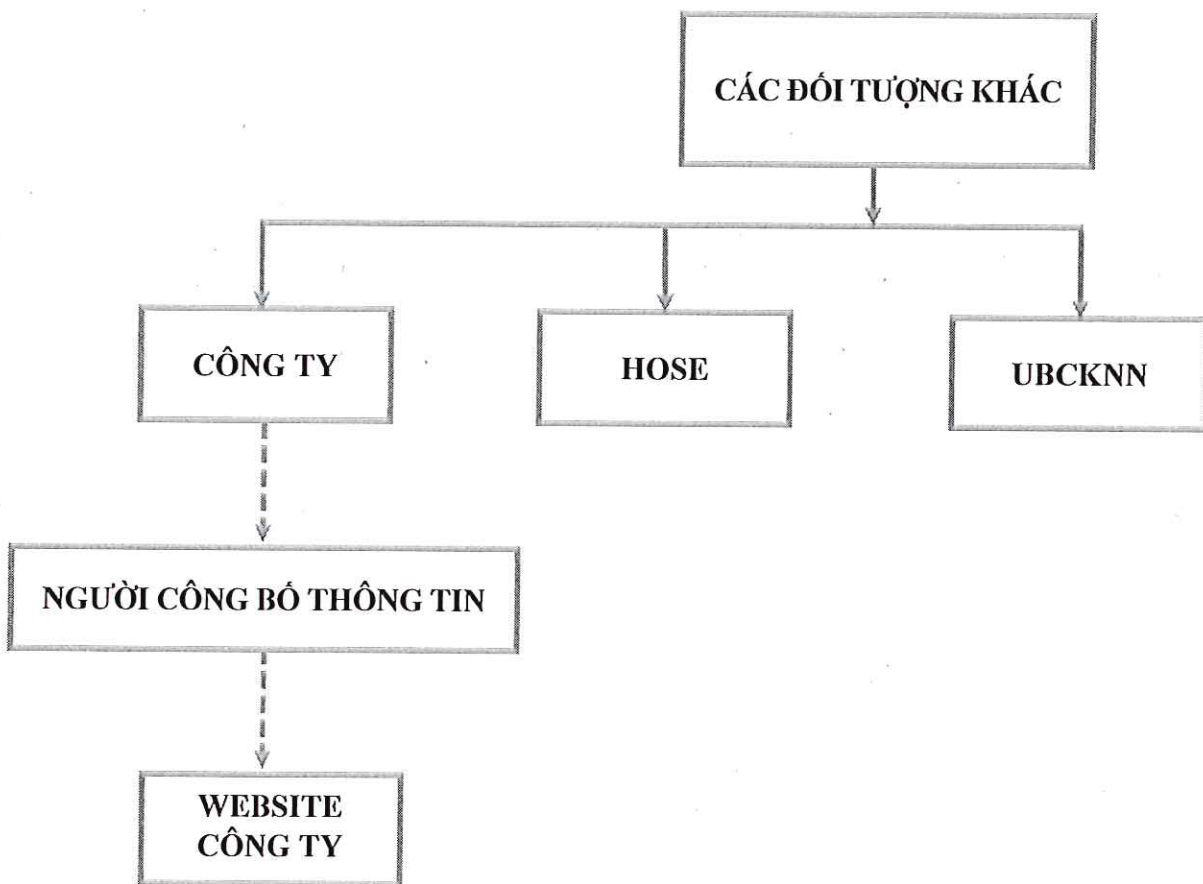 CÁC ĐỐI TƯỢNG KHÁC
CÔNG TY
HOSE
UBCKNN
NGƯỜI CÔNG BỐ THÔNG TIN
WEBSITE
CÔNG TY